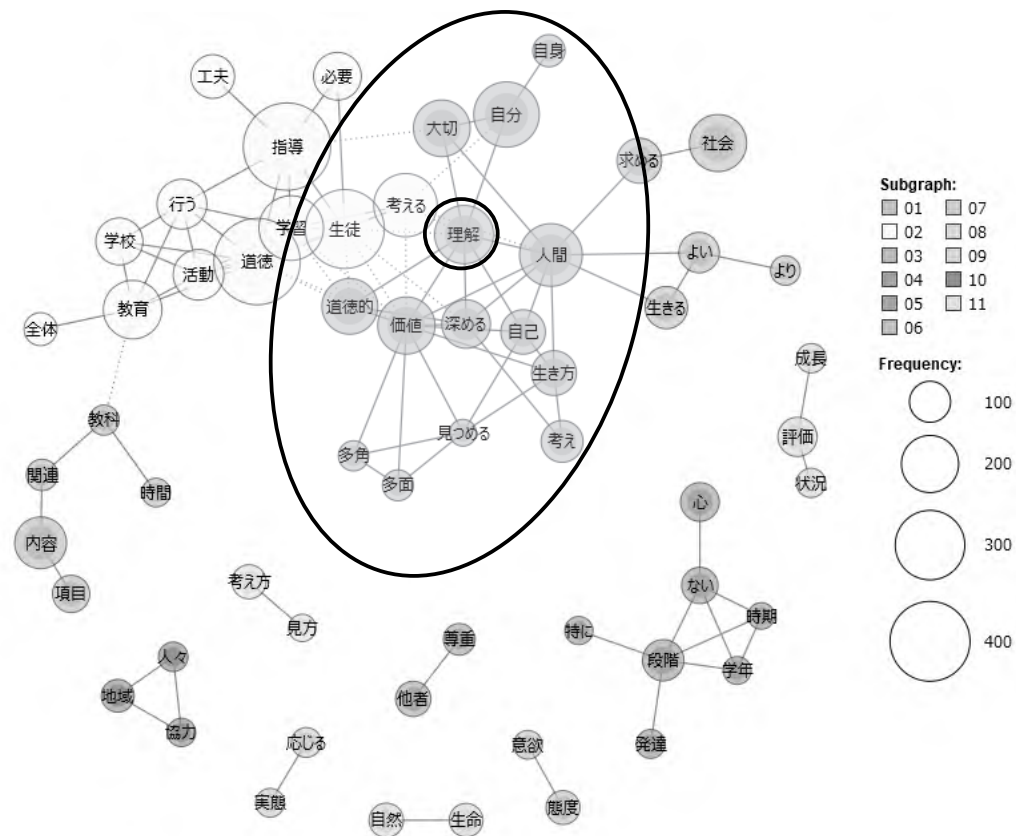 自身
工夫
必要
自分
大切
指導
社会
求める
行う
考える
学習
生徒
理解
学校
道徳
人間
よい
より
活動
教育
道徳的
価値
深める
自己
生きる
全体
成長
生き方
教科
見つめる
考え
評価
多角
関連
多面
状況
時間
心
内容
項目
考え方
ない
見方
時期
特に
尊重
人々
段階
学年
地域
他者
協力
応じる
意欲
発達
実態
態度
自然
生命
Subgraph:
01
07
02
08
03
09
04
10
05
11
06
Frequency:
100
200
300
400